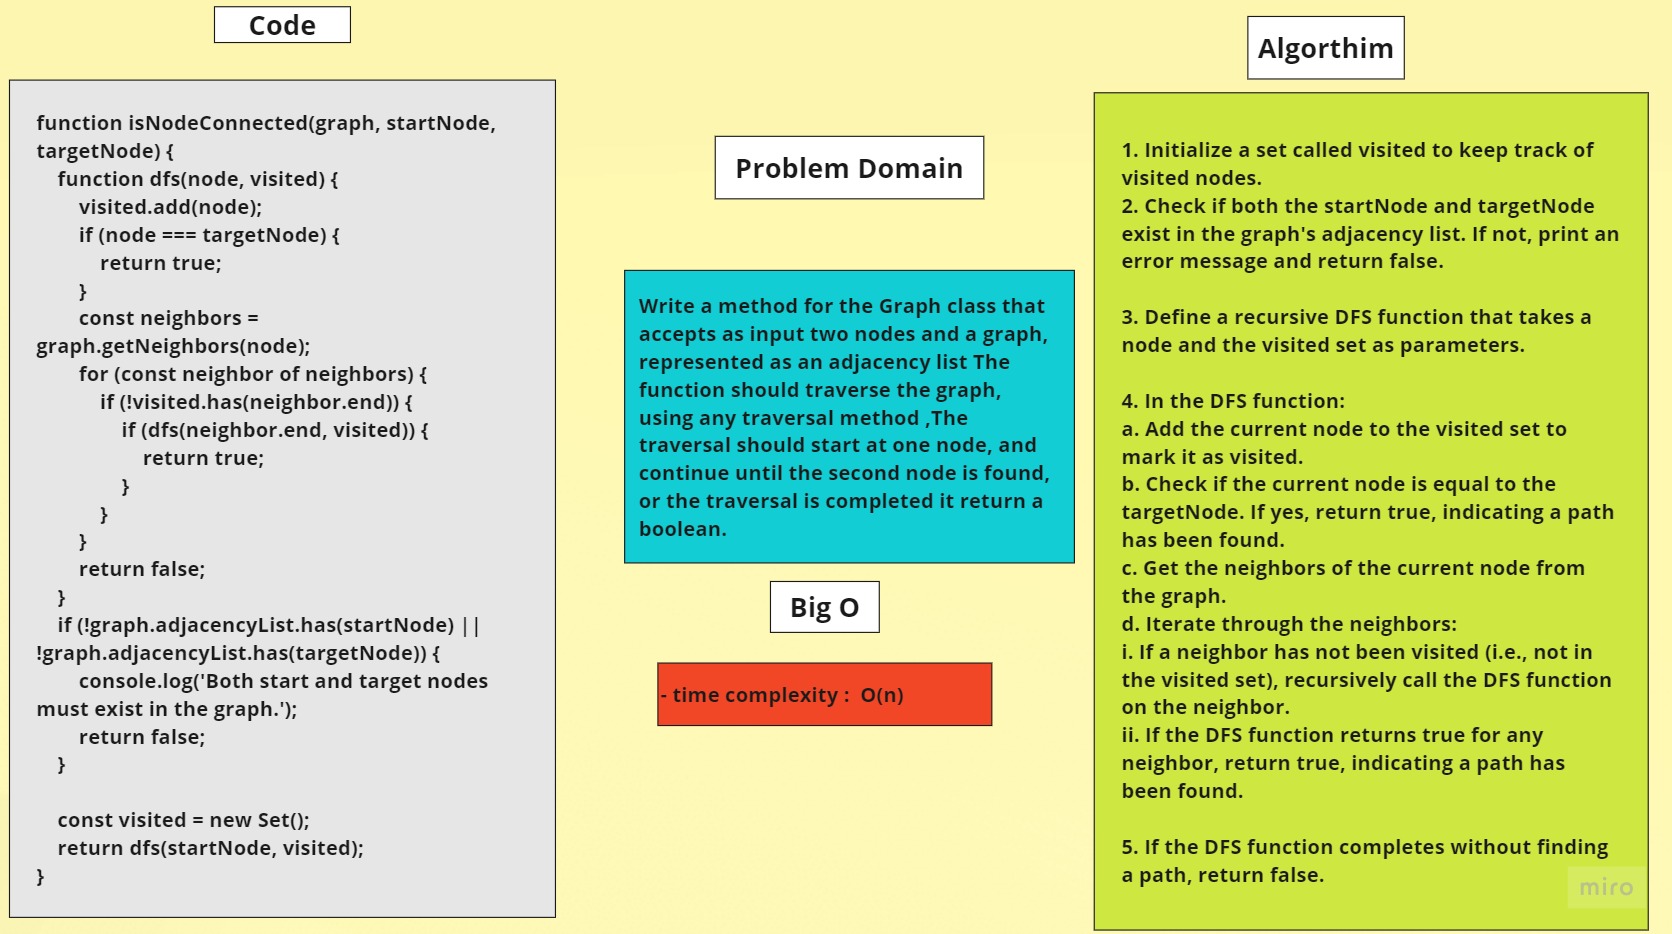 Code
function isNodeConnected(graph, startNode,
targetNode) {
function dfs(node, visited) {
visited.add(node);
if (node === targetNode) {
return true;
}
const neighbors =
graph.getNeighbors(node);
for (const neighbor of neighbors) {
if (!visited.has(neighbor.end)) {
if (dfs(neighbor.end, visited)) {
return true;
}
}
}
return false;
}
if (!graph.adjacencyList.has(startNode) ||
!graph.adjacencyList.has(targetNode)) {
console.log('Both start and target nodes
must exist in the graph.');
return false;
}
const visited = new Set();
return dfs(startNode, visited);
}
Problem Domain
Write a method for the Graph class that
accepts as input two nodes and a graph,
represented as an adjacency list The
function should traverse the graph,
using any traversal method ,The
traversal should start at one node, and
continue until the second node is found,
or the traversal is completed it return a
boolean.
Big O
- time complexity :  O(n)
Algorthim
1. Initialize a set called visited to keep track of
visited nodes.
2. Check if both the startNode and targetNode
exist in the graph's adjacency list. If not, print an
error message and return false.
3. Define a recursive DFS function that takes a
node and the visited set as parameters.
4. In the DFS function:
a. Add the current node to the visited set to
mark it as visited.
b. Check if the current node is equal to the
targetNode. If yes, return true, indicating a path
has been found.
c. Get the neighbors of the current node from
the graph.
d. Iterate through the neighbors:
i. If a neighbor has not been visited (i.e., not in
the visited set), recursively call the DFS function
on the neighbor.
ii. If the DFS function returns true for any
neighbor, return true, indicating a path has
been found.
5. If the DFS function completes without finding
a path, return false.
miro